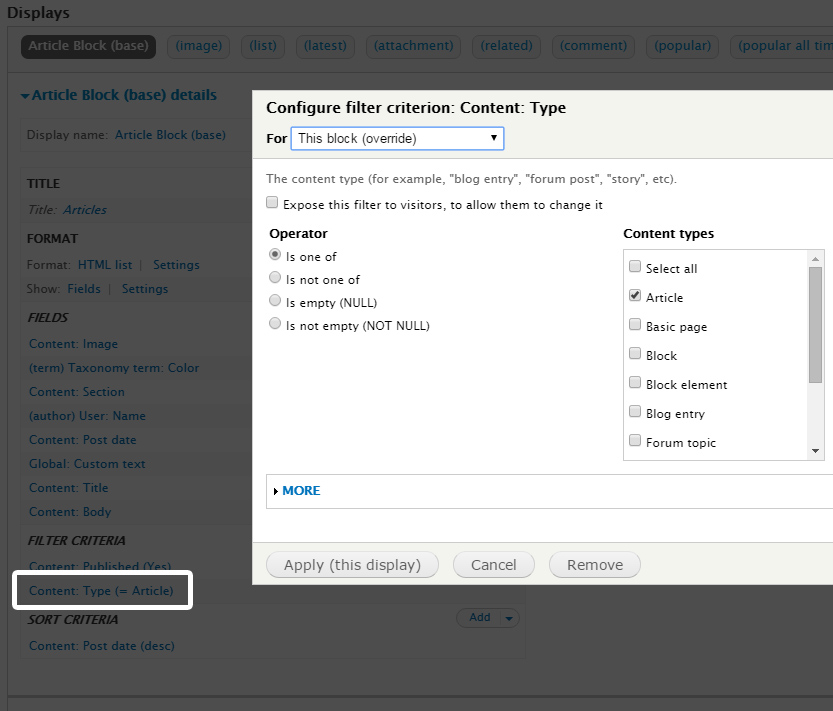 Displays
Article Block (base) (image) (list) (latest) (attachment) (related) (comment) (popular) (popular all tim
Article Block (base) details
Display name: Article Block (base)
TITLE
Title: Articles
FORMAT
Format: HTML list | Settings
Show: Fields | Settings
FIELDS
Content: Image
(term) Taxonomy term: Color
Content: Section
(author) User: Name
Content: Post date
Global: Custom text
Content: Title
Content: Body
FILTER CRITERIA
Content: Published (Yes)
Content: Type (= Article)
SORT CRITERIA
Add
Content: Post date (desc)
Configure filter criterion: Content: Type
For This block (override)
The content type (for example, "blog entry", "forum post", "story", etc).
Expose this filter to visitors, to allow them to change it
Operator
Is one of
Is not one of
Is empty (NULL)
Is not empty (NOT NULL)
Content types
Select all
Article
Basic page
Block
Block element
Blog entry
Forum topic
MORE
Apply (this display) Cancel Remove